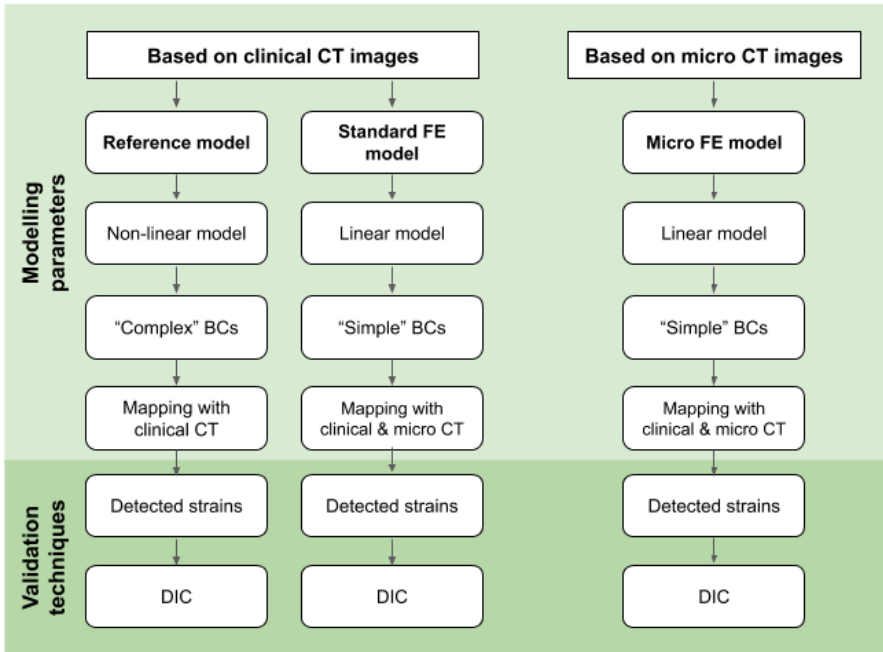 Based on clinical CT images
Based on micro CT images
Modelling
parameters
Reference model
Standard FE
model
Micro FE model
Non-linear model
Linear model
Linear model
“Complex” BCs
“Simple” BCs
“Simple” BCs
Mapping with
clinical CT
Mapping with
clinical & micro CT
Mapping with
clinical & micro CT
Validation
techniques
Detected strains
Detected strains
Detected strains
DIC
DIC
DIC